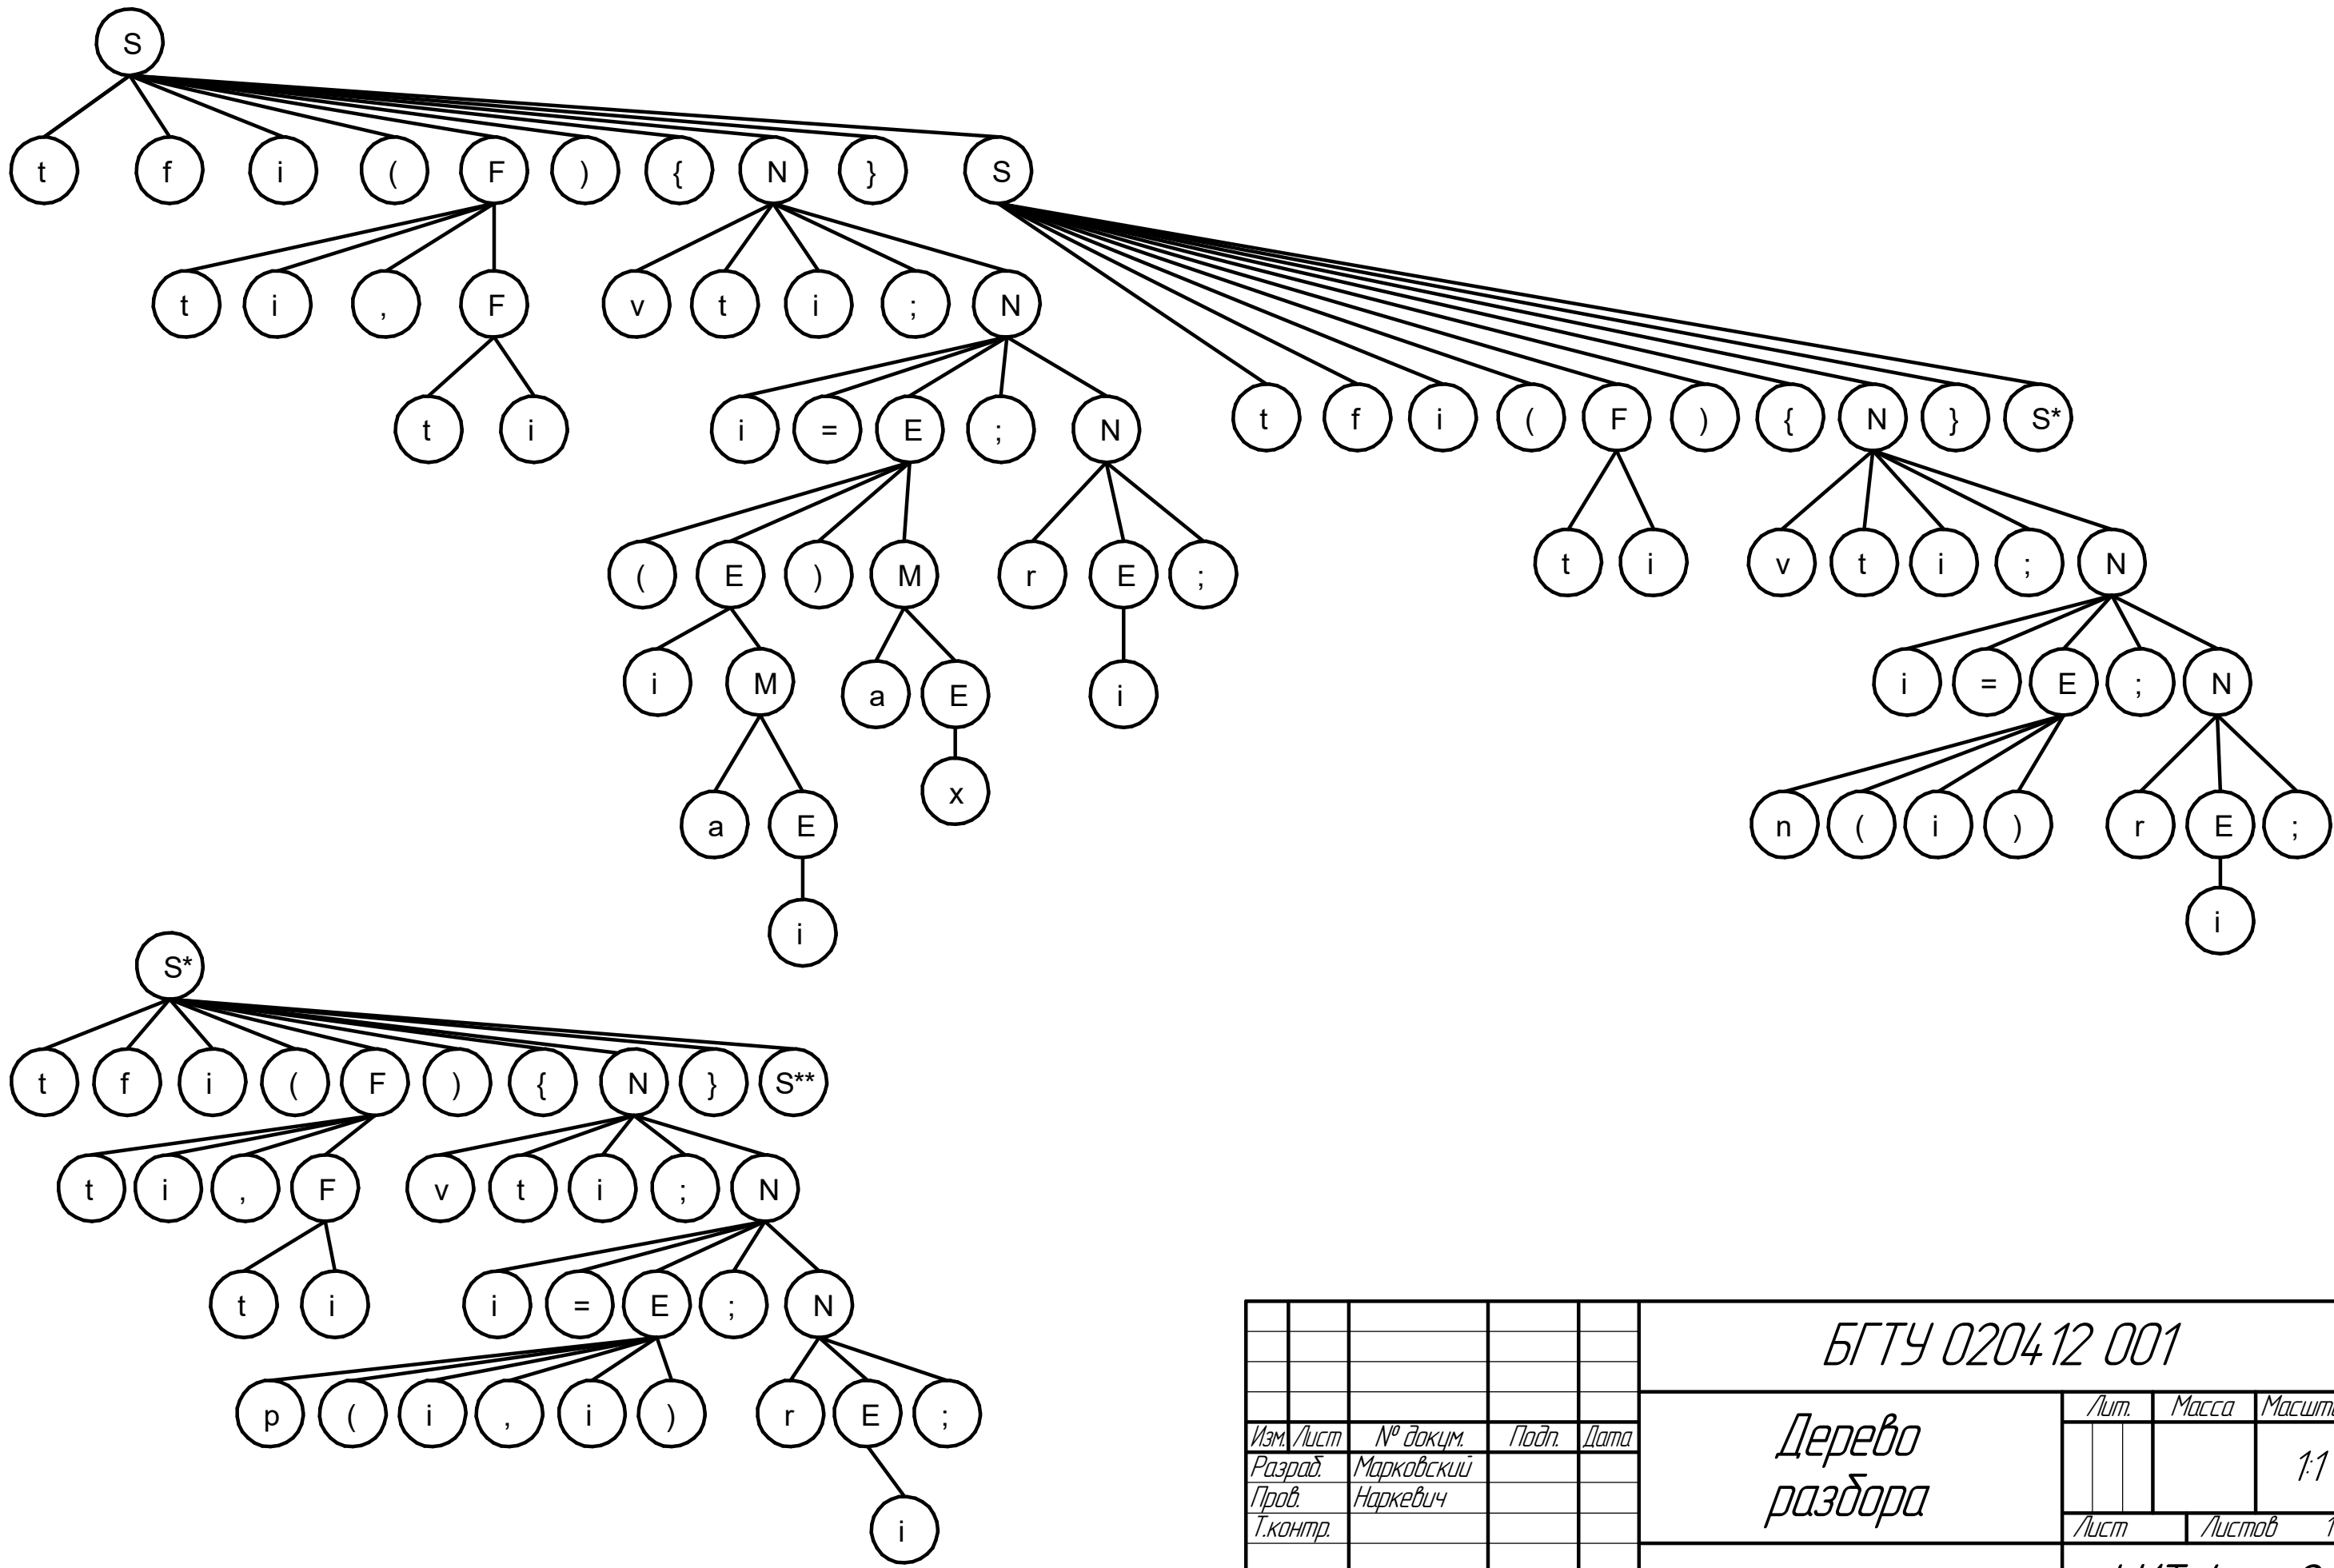 S
t f i ( F ) { N } S
t i , F v t i ; N
t i i = E ; N t f i ( F ) { N } S*
( E ) M r E ; t i v t i ; N
i M a E i i = E ; N
x
a E n ( i ) r E ;
i i
S*
t f i ( F ) { N } S**
t i , F v t i ; N
t i i = E ; N
p ( i , i ) r E ;
i
БГТУ 020412 001
Дерево
разбора
Лит. Масса
1:1
Изм. Лист № докум. Подп. Дата
Разраб. Марковский
Пров. Наркевич
Т.контр.
Лист Листов 1